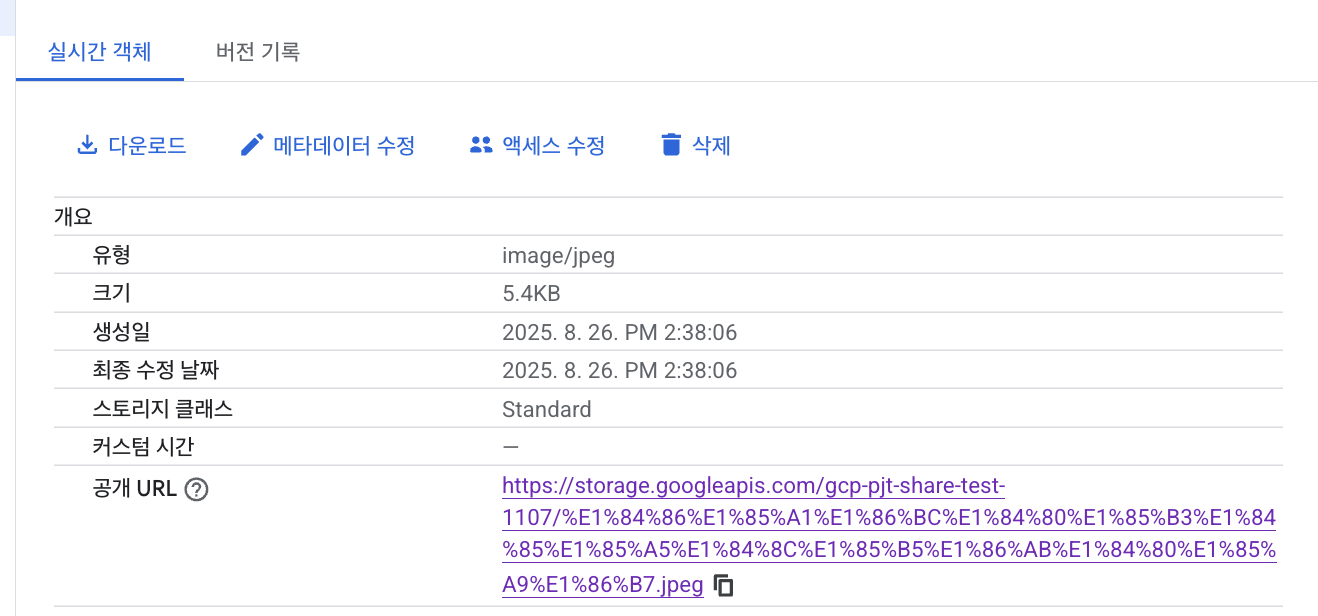 실시간 객체 버전 기록
다운로드 메타데이터 수정 액세스 수정 삭제
개요
유형 image/jpeg
크기 5.4KB
생성일 2025. 8. 26. PM 2:38:06
최종 수정 날짜 2025. 8. 26. PM 2:38:06
스토리지 클래스 Standard
커스텀 시간 —
공개 URL https://storage.googleapis.com/gcp-pjt-share-test-
1107/%E1%84%86%E1%85%A1%E1%86%BC%E1%84%80%E1%85%B3%E1%84
%85%E1%85%A5%E1%84%8C%E1%85%B5%E1%86%AB%E1%84%80%E1%85%
A9%E1%86%B7.jpeg